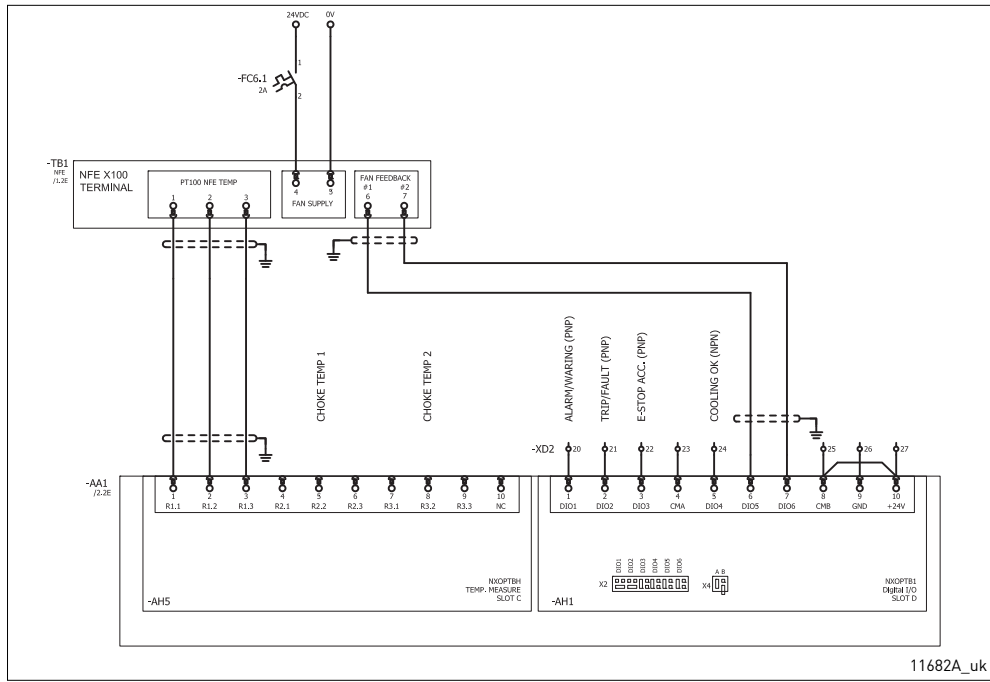 24VDC
0V
1
-FC6.1
2A
2
-TB1
NFE
/1.2E
NFE X100
TERMINAL
PT100 NFE TEMP
1
2
3
4
5
FAN SUPPLY
FAN FEEDBACK
#1
#2
6
7
CHOKE TEMP 1
CHOKE TEMP 2
ALARM/WARING (PNP)
TRIP/FAULT (PNP)
E-STOP ACC. (PNP)
COOLING OK (NPN)
-XD2
20
21
22
23
24
25
26
27
-AA1
/2.2E
1
2
3
4
5
6
7
8
9
10
R1.1
R1.2
R1.3
R2.1
R2.2
R2.3
R3.1
R3.2
R3.3
NC
1
2
3
4
5
6
7
8
9
10
DIO1
DIO2
DIO3
CMA
DIO4
DIO5
DIO6
CMB
GND
+24V
-AH5
NXOPTBH
TEMP. MEASURE
SLOT C
DIO1
DIO2
DIO3
DIO4
DIO5
DIO6
X2
A B
X4
-AH1
NXOPTB1
Digital I/O
SLOT D
11682A_uk